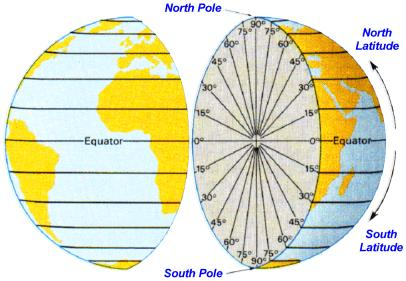 North Pole
North
Latitude
90°
75° 75°
60° 60°
45° 45°
30° 30°
15° 15°
Equator
0° 0°
Equator
15° 15°
30° 30°
45° 45°
60° 60°
75° 75°
90°
South
Latitude
South Pole